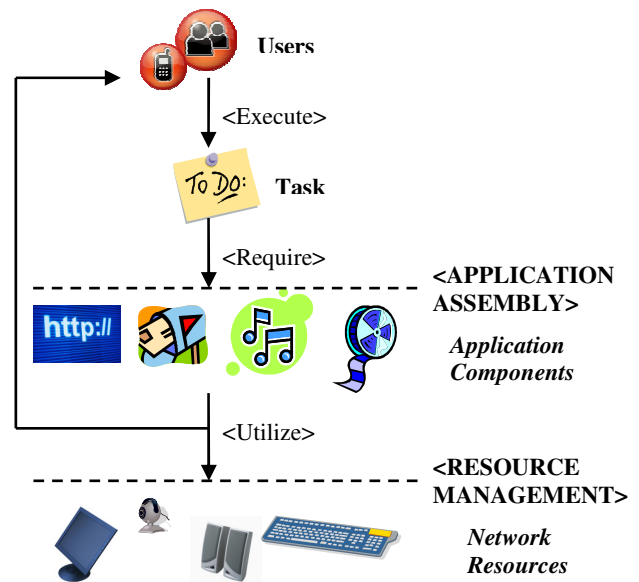 Users
<Execute>
TO DO:
Task
<Require>
<APPLICATION
ASSEMBLY>
http://
Application
Components
<Utilize>
<RESOURCE
MANAGEMENT>
Network
Resources